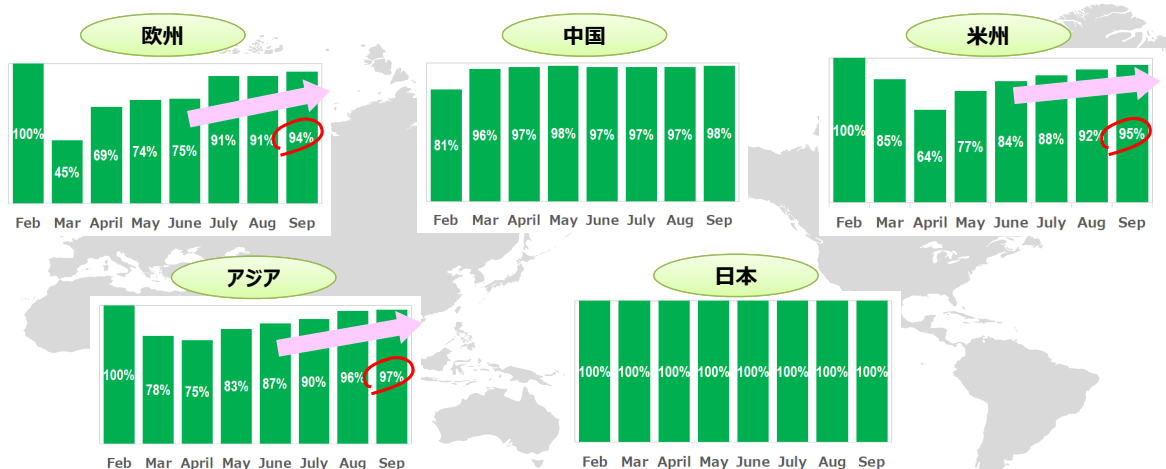 欧州
100%
45%
69%
74%
75%
91%
91%
94%
Feb Mar April May June July Aug Sep
中国
81%
96%
97%
98%
97%
97%
97%
98%
Feb Mar April May June July Aug Sep
米州
100%
85%
64%
77%
84%
88%
92%
95%
Feb Mar April May June July Aug Sep
アジア
100%
78%
75%
83%
87%
90%
96%
97%
Feb Mar April May June July Aug Sep
日本
100% 100% 100% 100% 100% 100% 100% 100%
Feb Mar April May June July Aug Sep